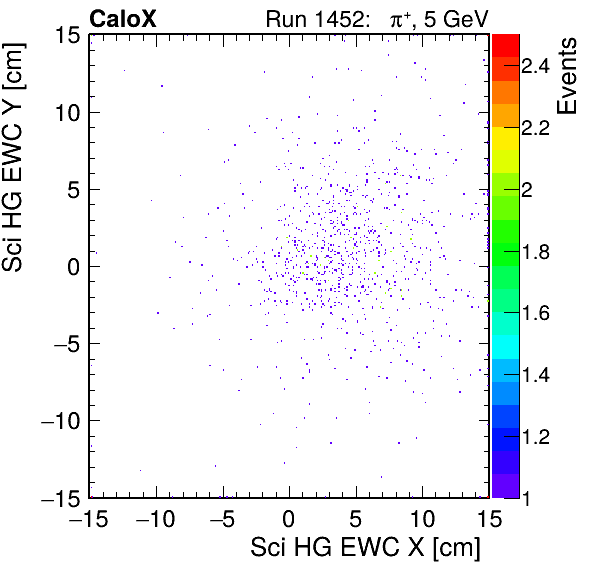 CaloX
Run 1452: π⁺, 5 GeV
Events
2.4
2.2
2
1.8
1.6
1.4
1.2
1
Sci HG EWC Y [cm]
15
10
5
0
−5
−10
−15
−15 −10 −5 0 5 10 15
Sci HG EWC X [cm]